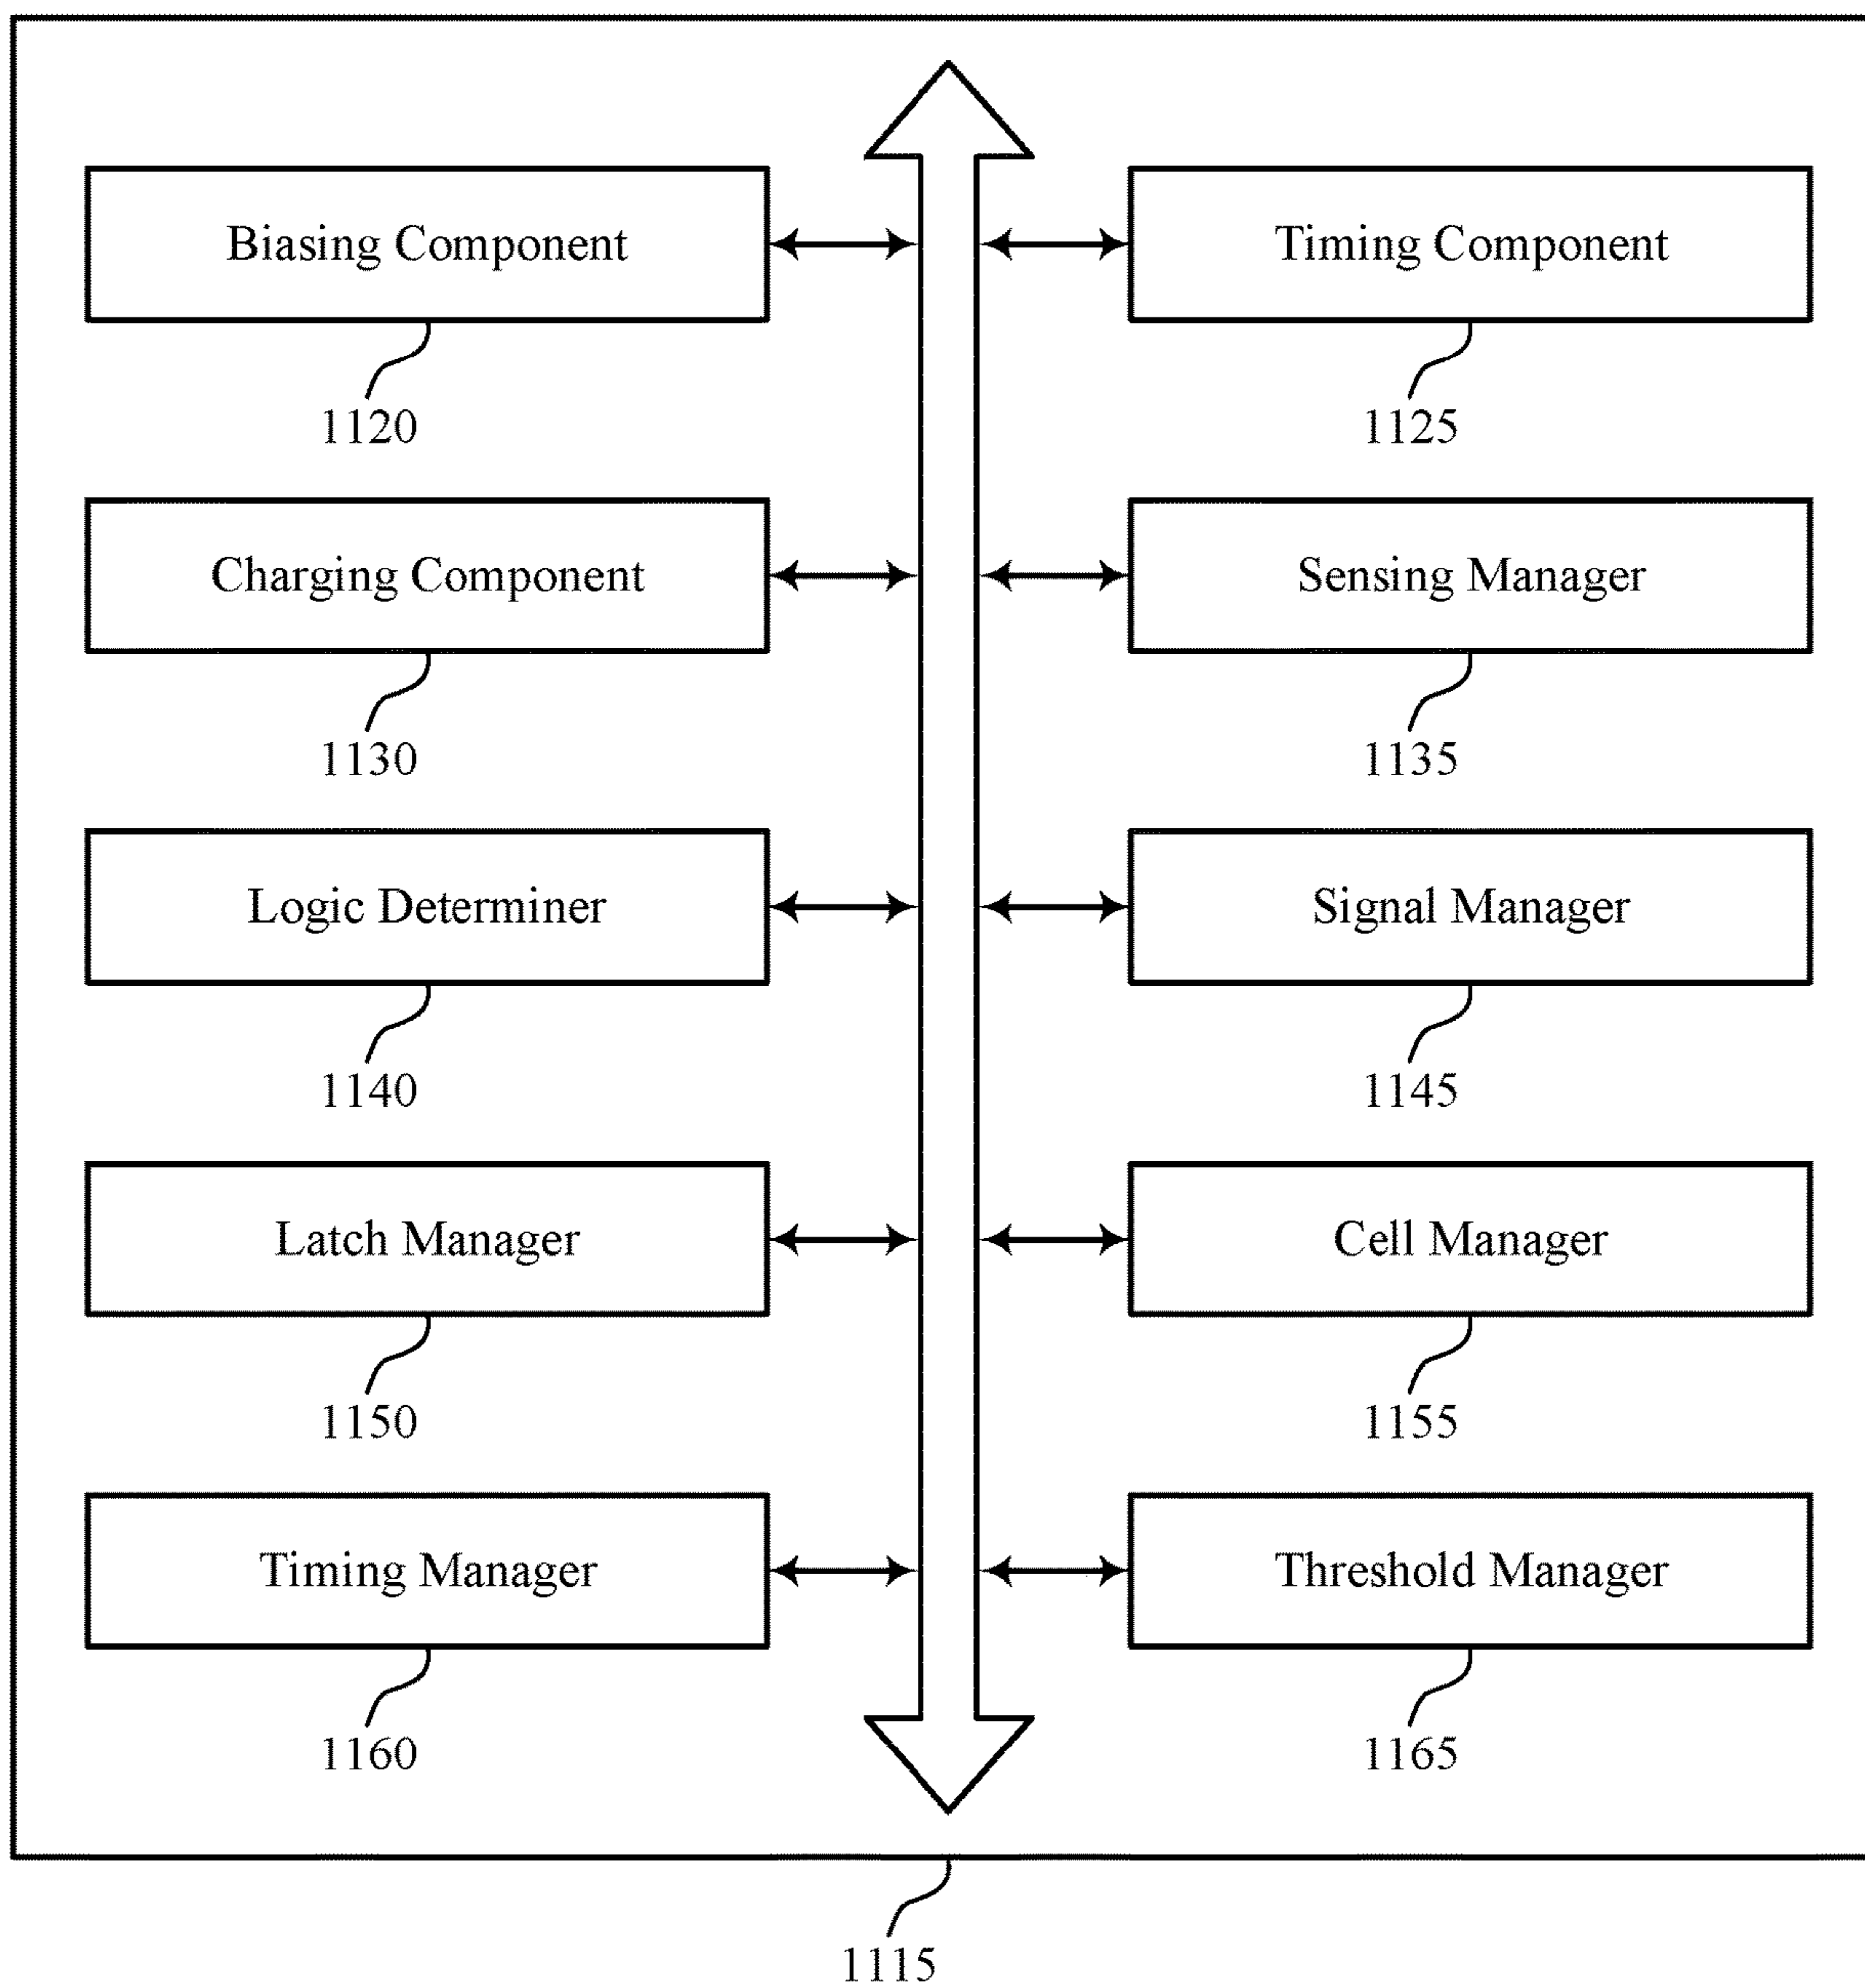 Biasing Component
Timing Component
1120
1125
Charging Component
Sensing Manager
1130
1135
Logic Determiner
Signal Manager
1140
1145
Latch Manager
Cell Manager
1150
1155
Timing Manager
Threshold Manager
1160
1165
1115